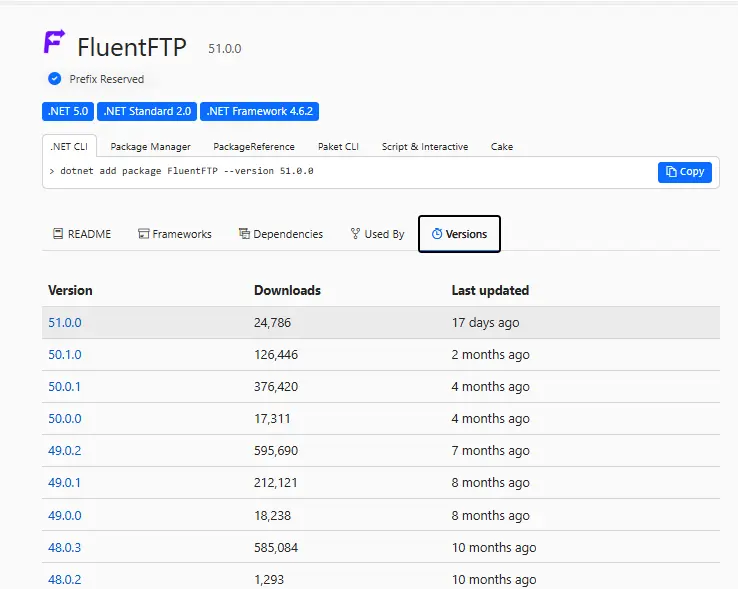 FluentFTP 51.0.0
Prefix Reserved
.NET 5.0 .NET Standard 2.0 .NET Framework 4.6.2
.NET CLI Package Manager PackageReference Paket CLI Script & Interactive Cake
> dotnet add package FluentFTP --version 51.0.0 Copy
README Frameworks Dependencies Used By Versions
Version Downloads Last updated
51.0.0 24,786 17 days ago
50.1.0 126,446 2 months ago
50.0.1 376,420 4 months ago
50.0.0 17,311 4 months ago
49.0.2 595,690 7 months ago
49.0.1 212,121 8 months ago
49.0.0 18,238 8 months ago
48.0.3 585,084 10 months ago
48.0.2 1,293 10 months ago